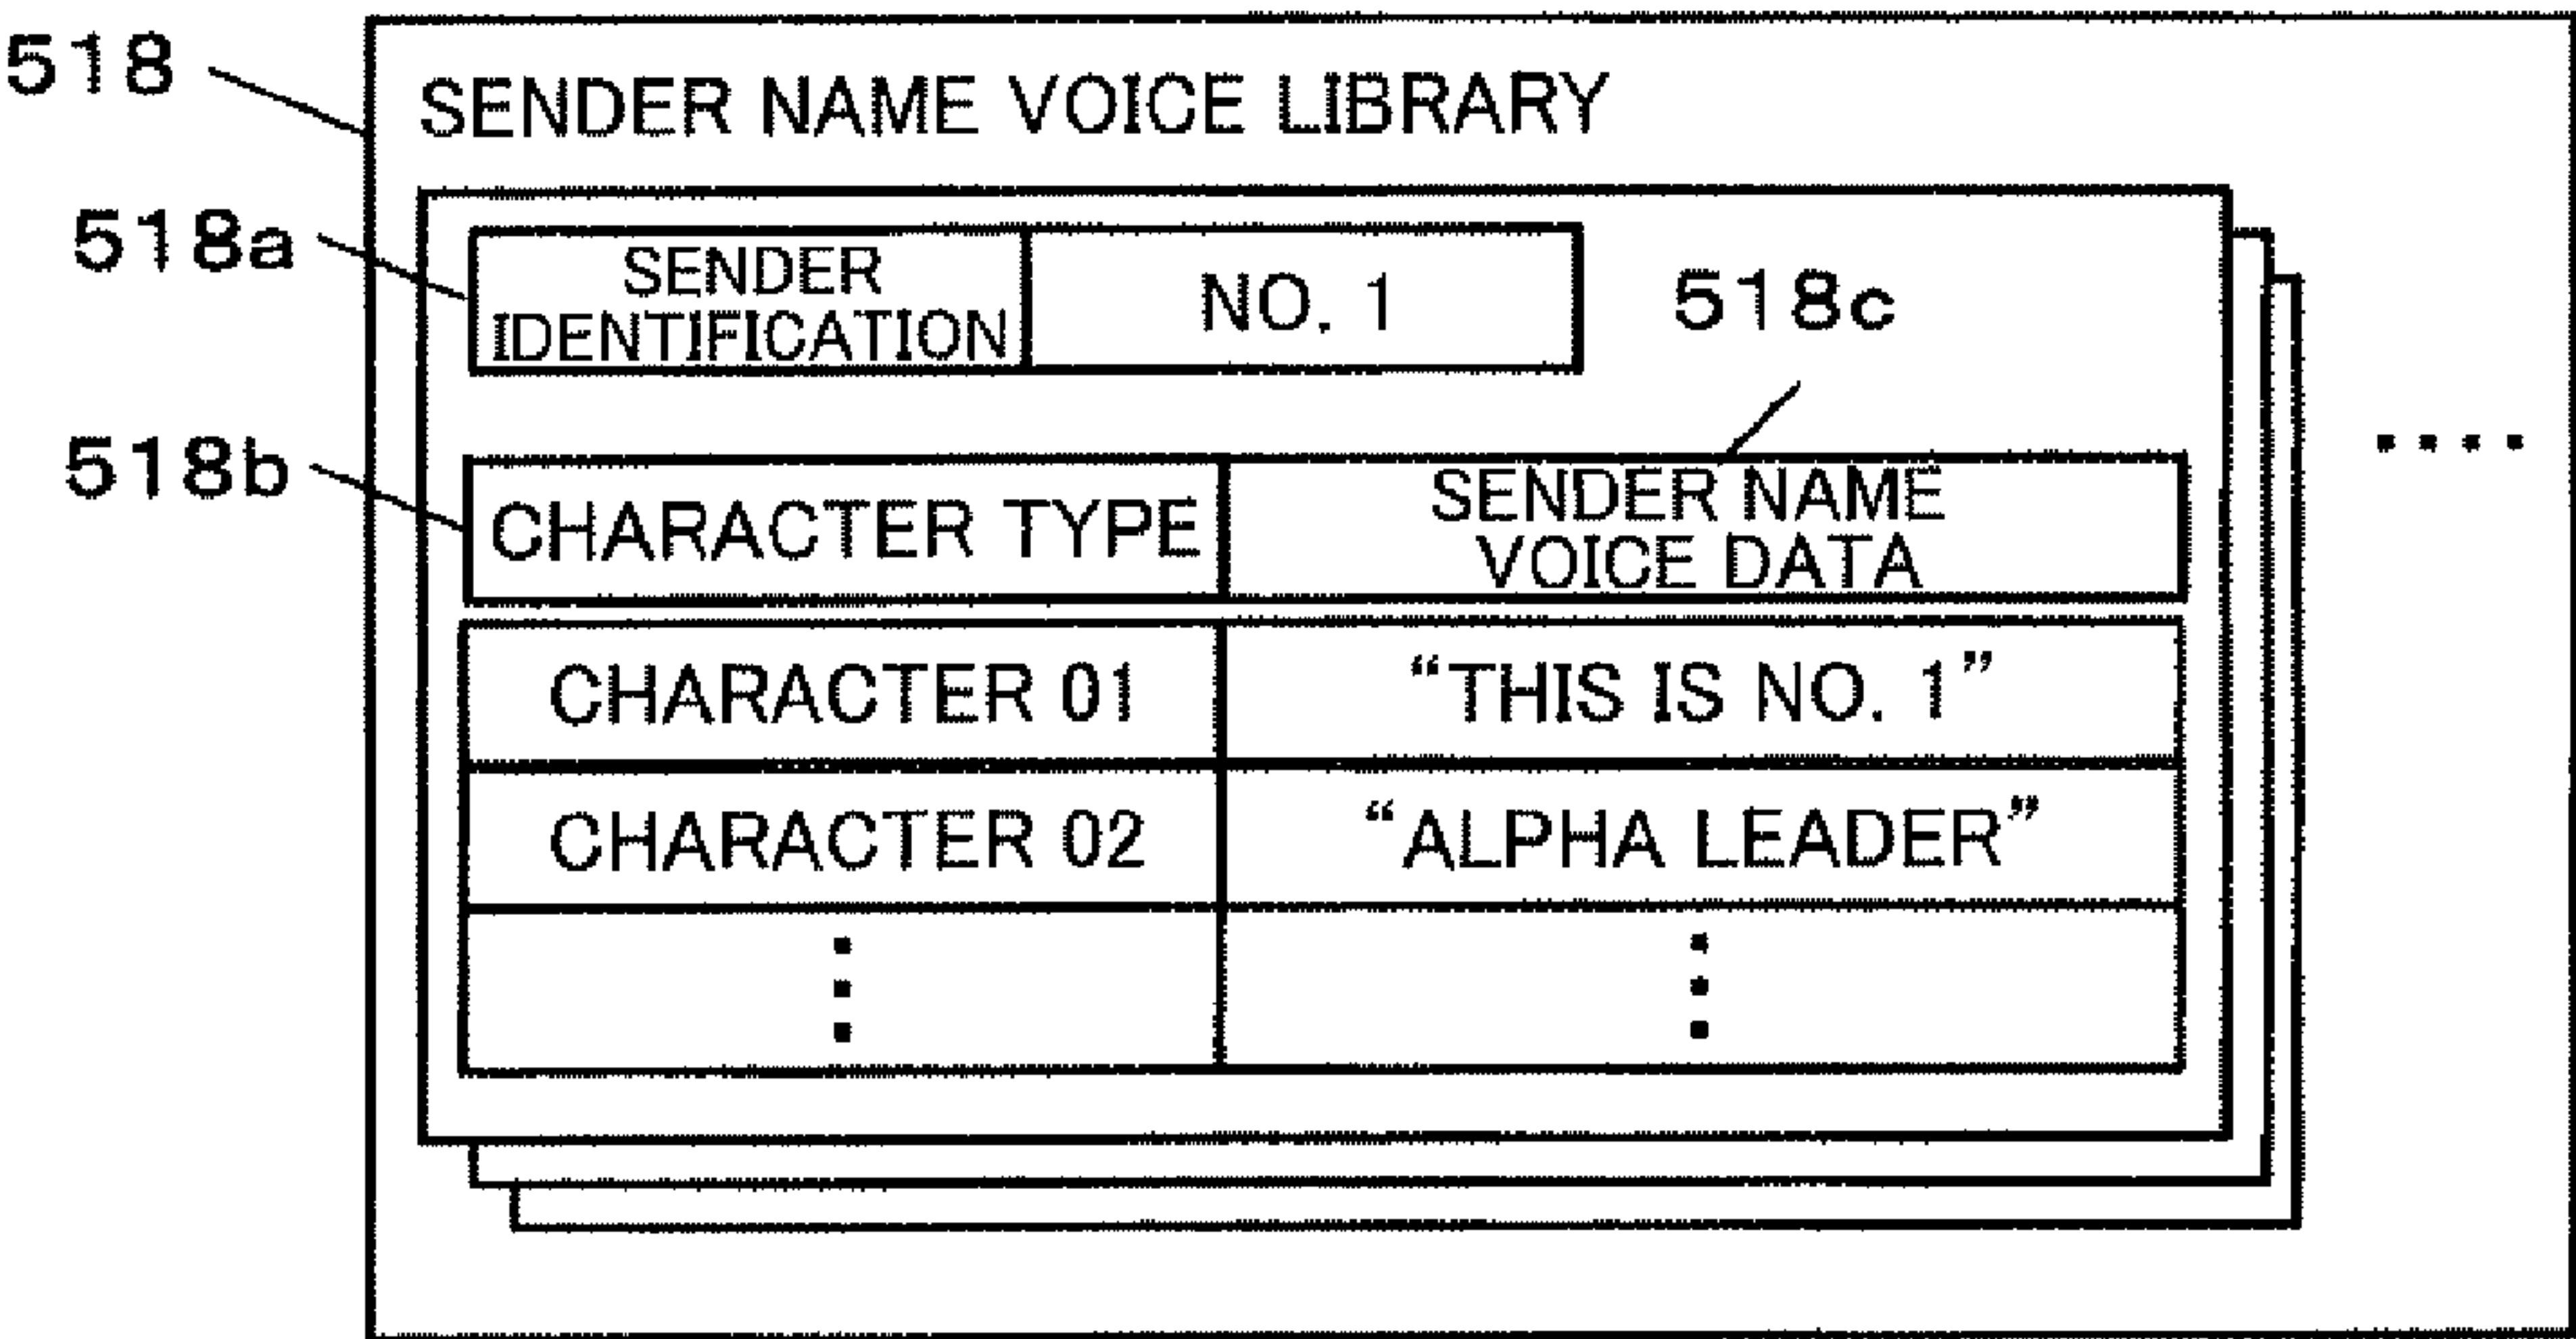 518
SENDER NAME VOICE LIBRARY
518a
SENDER
IDENTIFICATION
NO. 1
518c
518b
CHARACTER TYPE
SENDER NAME
VOICE DATA
CHARACTER 01
“THIS IS NO. 1”
CHARACTER 02
“ALPHA LEADER”